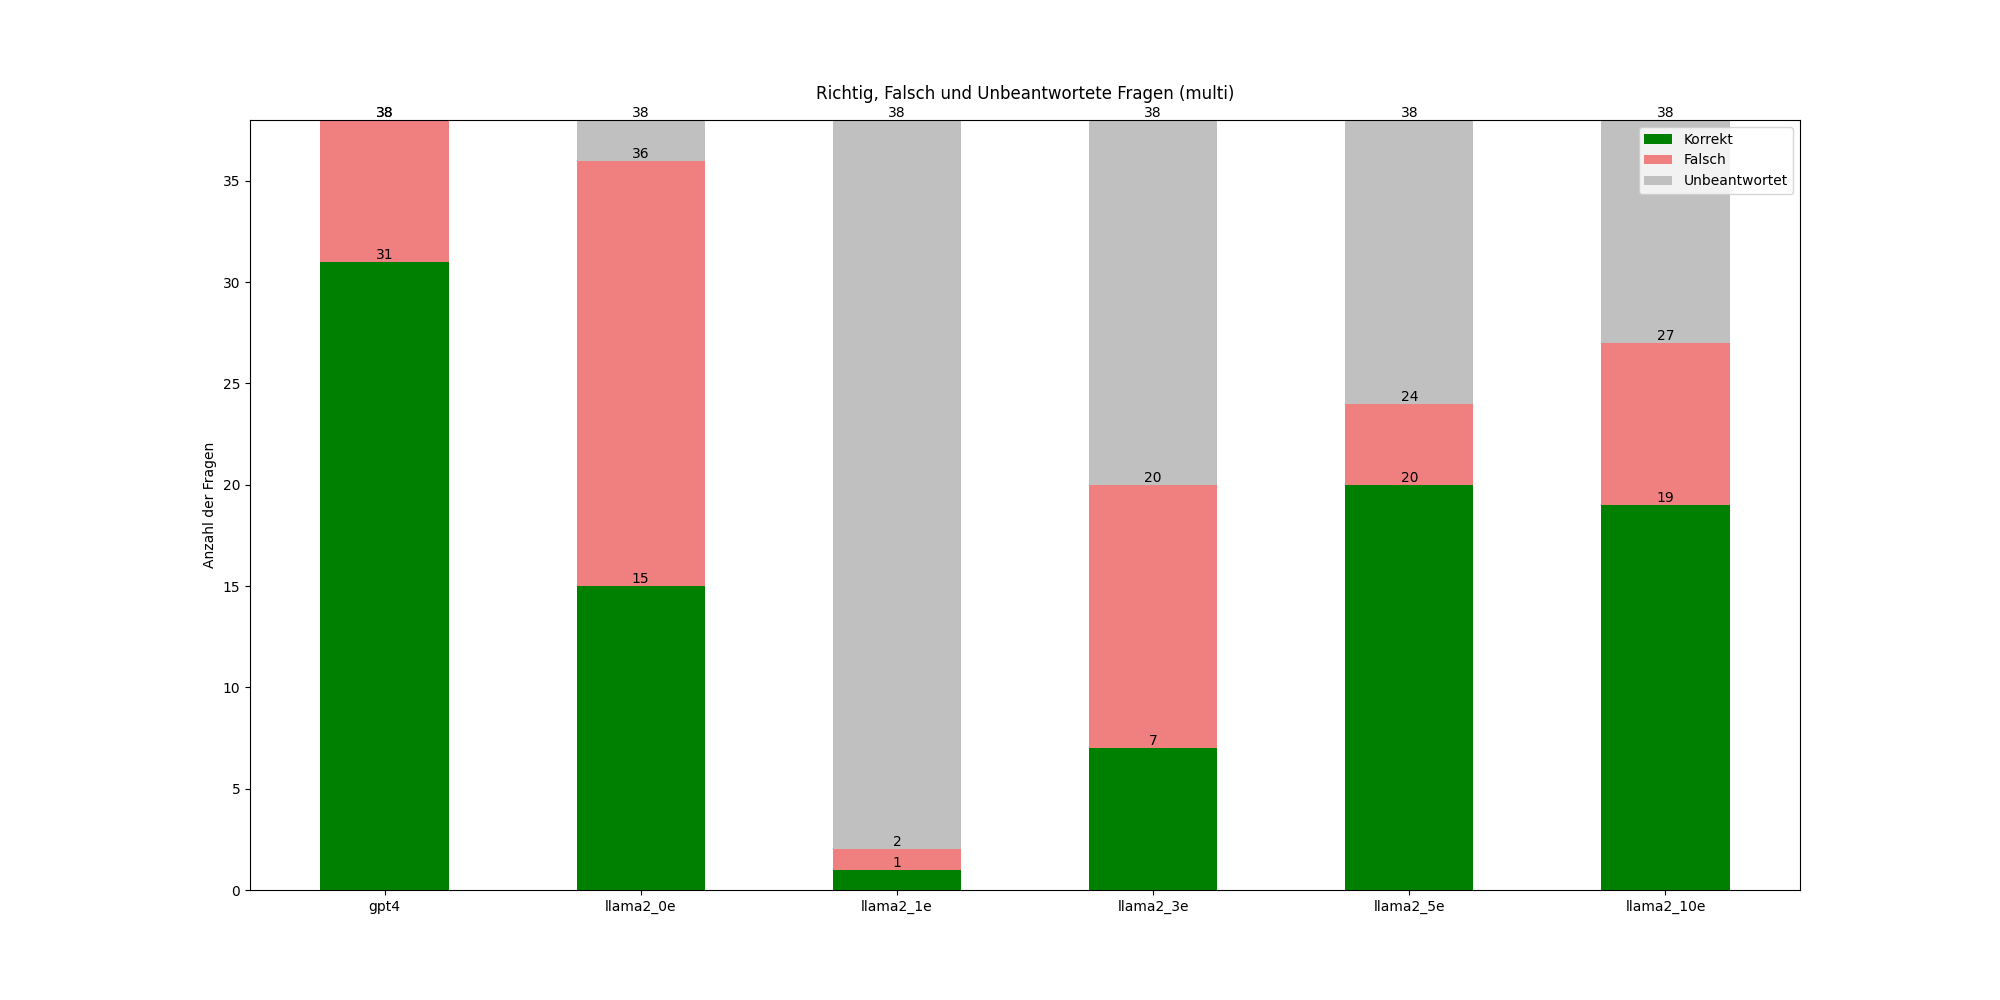 Richtig, Falsch und Unbeantwortete Fragen (multi)
38 38 38 38 38 38
Korrekt
Falsch
Unbeantwortet
36
31
27
24
20
20
19
15
7
2
1
Anzahl der Fragen
35
30
25
20
15
10
5
0
gpt4 llama2_0e llama2_1e llama2_3e llama2_5e llama2_10e